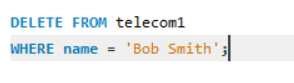 DELETE FROM telecom1
WHERE name = 'Bob Smith';